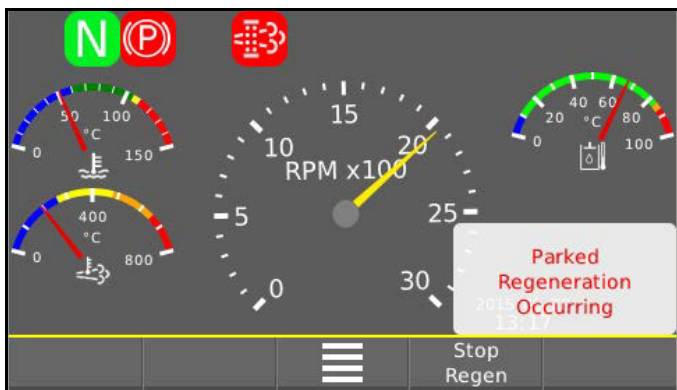 N (P)
50 100
°C
0 150
400
°C
0 800
15
10 20
RPM x100
5 25
0 30
40 60
20 80
°C
0 100
Parked
Regeneration
Occurring
13:17
Stop
Regen